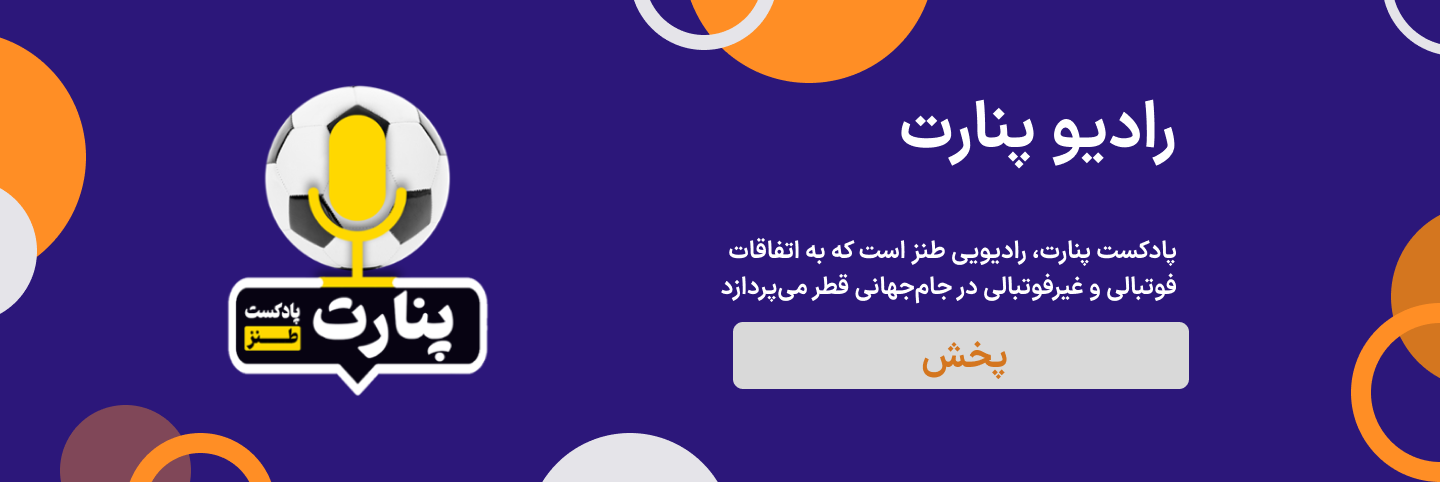 رادیو پنارت
پادکست پنارت، رادیویی طنز است که به اتفاقات
فوتبالی و غیرفوتبالی در جام‌جهانی قطر می‌پردازد
پخش
پنارت
پادکست
طنز